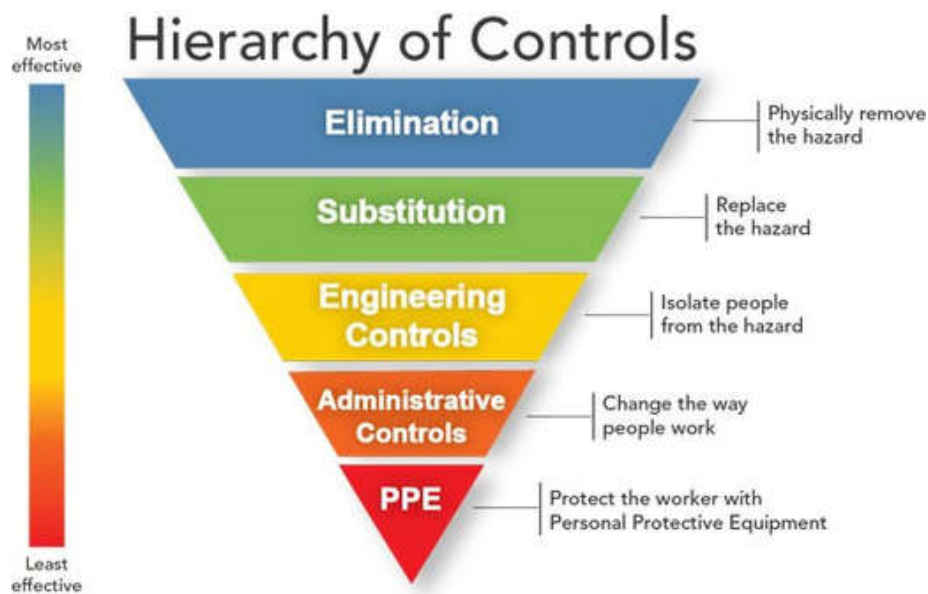 Hierarchy of Controls
Most
effective
Elimination
Physically remove
the hazard
Substitution
Replace
the hazard
Engineering
Controls
Isolate people
from the hazard
Administrative
Controls
Change the way
people work
PPE
Protect the worker with
Personal Protective Equipment
Least
effective